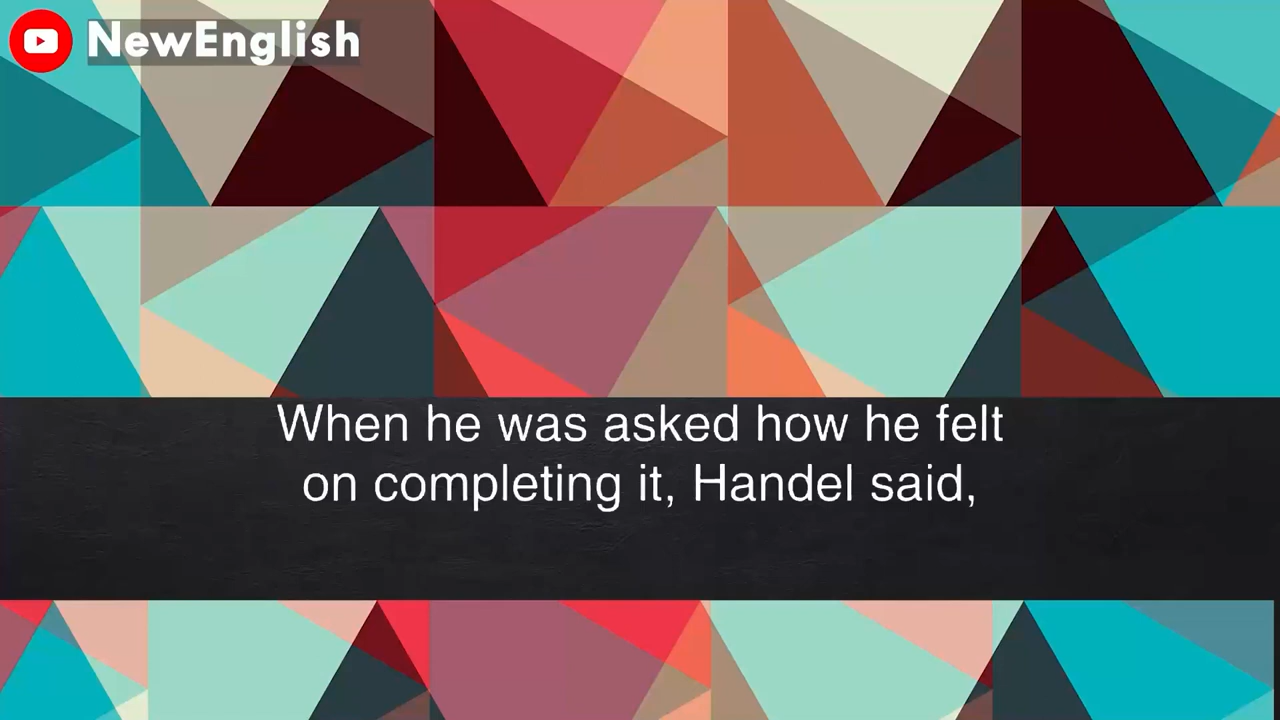 NewEnglish
When he was asked how he felt
on completing it, Handel said,